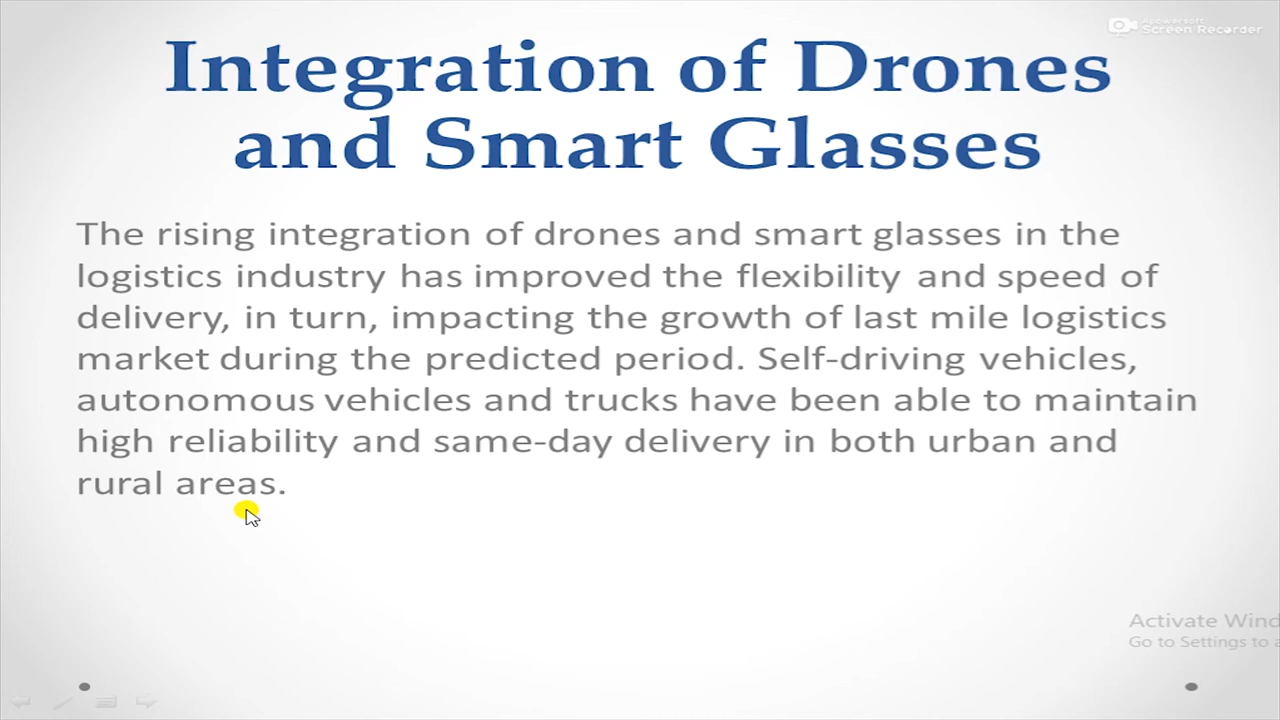 Apowersoft
Screen Recorder
Integration of Drones
and Smart Glasses
The rising integration of drones and smart glasses in the
logistics industry has improved the flexibility and speed of
delivery, in turn, impacting the growth of last mile logistics
market during the predicted period. Self-driving vehicles,
autonomous vehicles and trucks have been able to maintain
high reliability and same-day delivery in both urban and
rural areas.
Activate Wind
Go to Settings to a